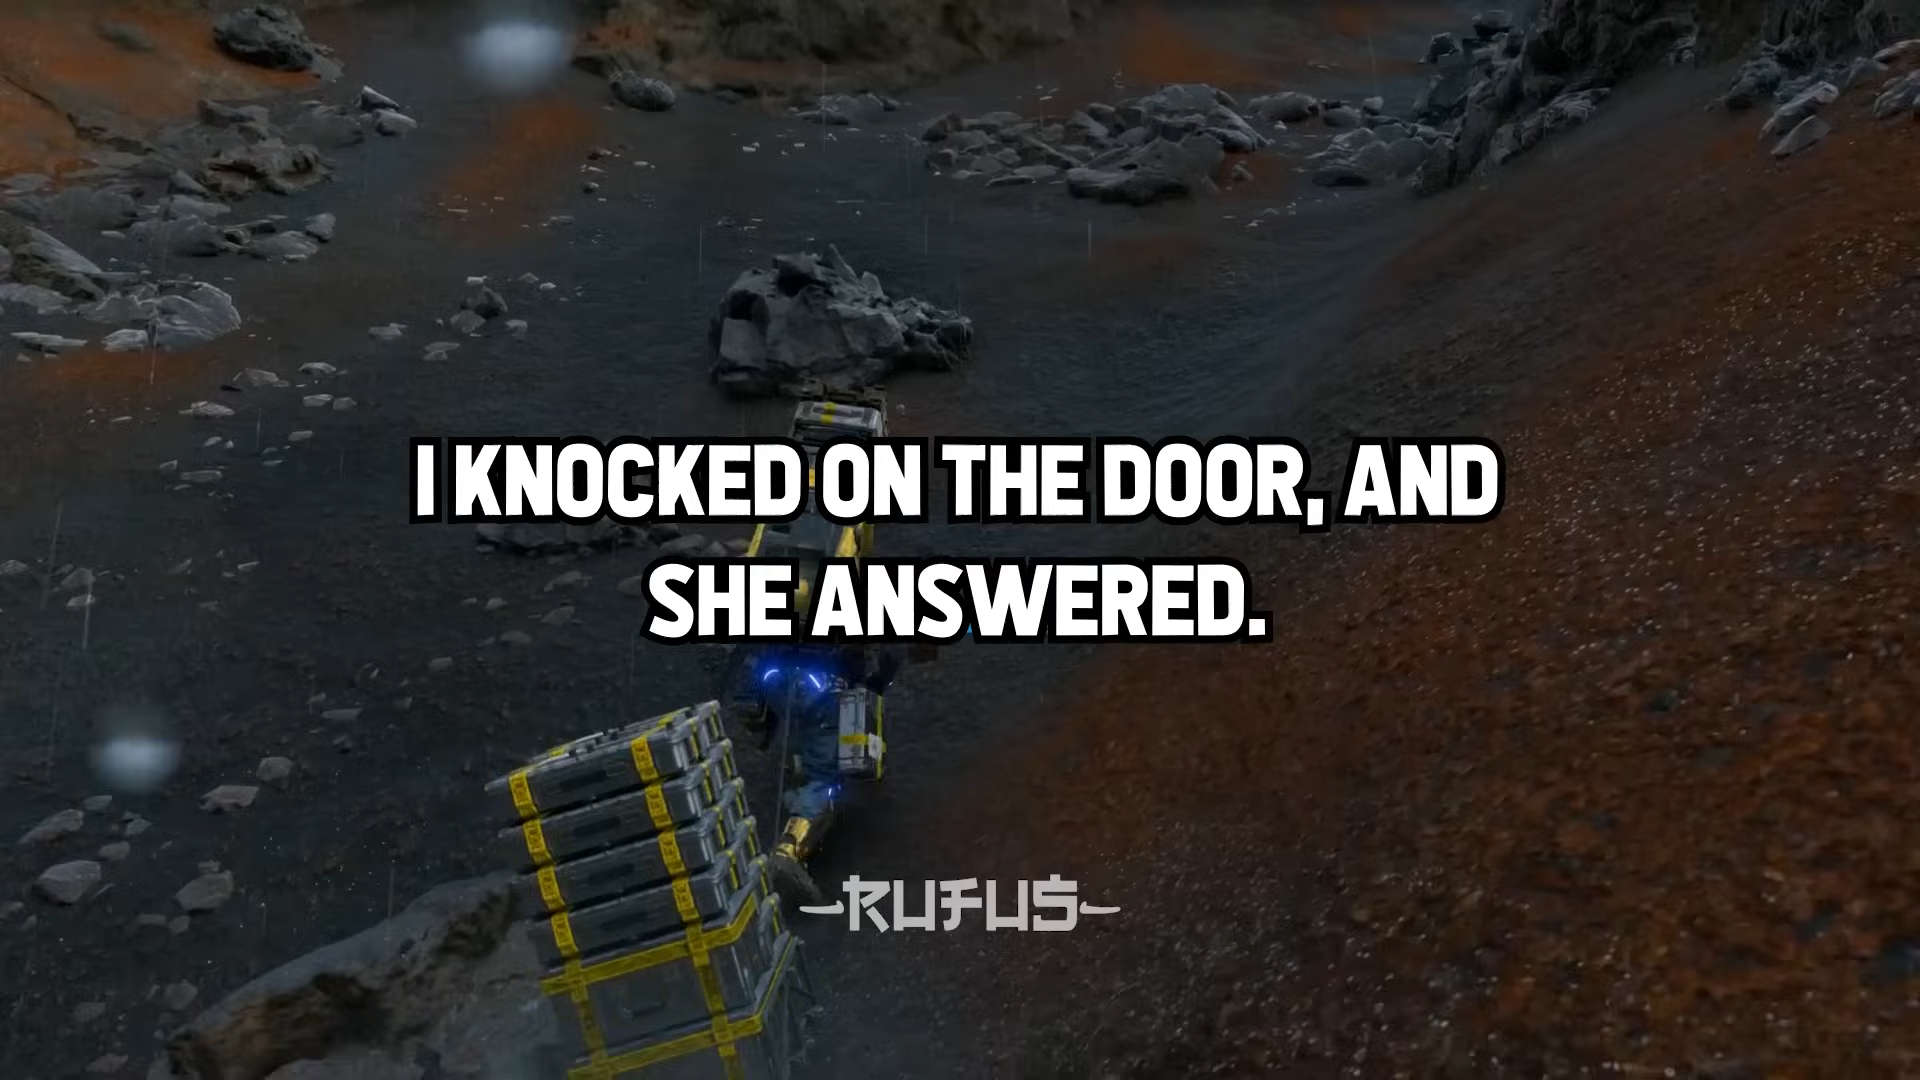 I KNOCKED ON THE DOOR, AND
SHE ANSWERED.
RUFUS